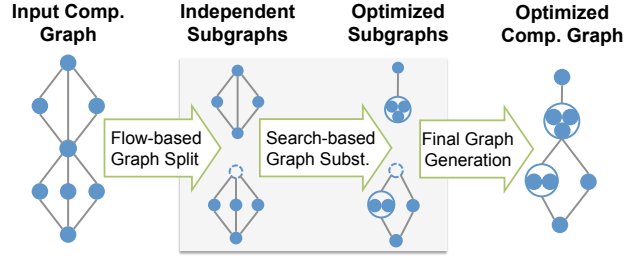 Input Comp.
Graph
Independent
Subgraphs
Optimized
Subgraphs
Optimized
Comp. Graph
Flow-based
Graph Split
Search-based
Graph Subst.
Final Graph
Generation